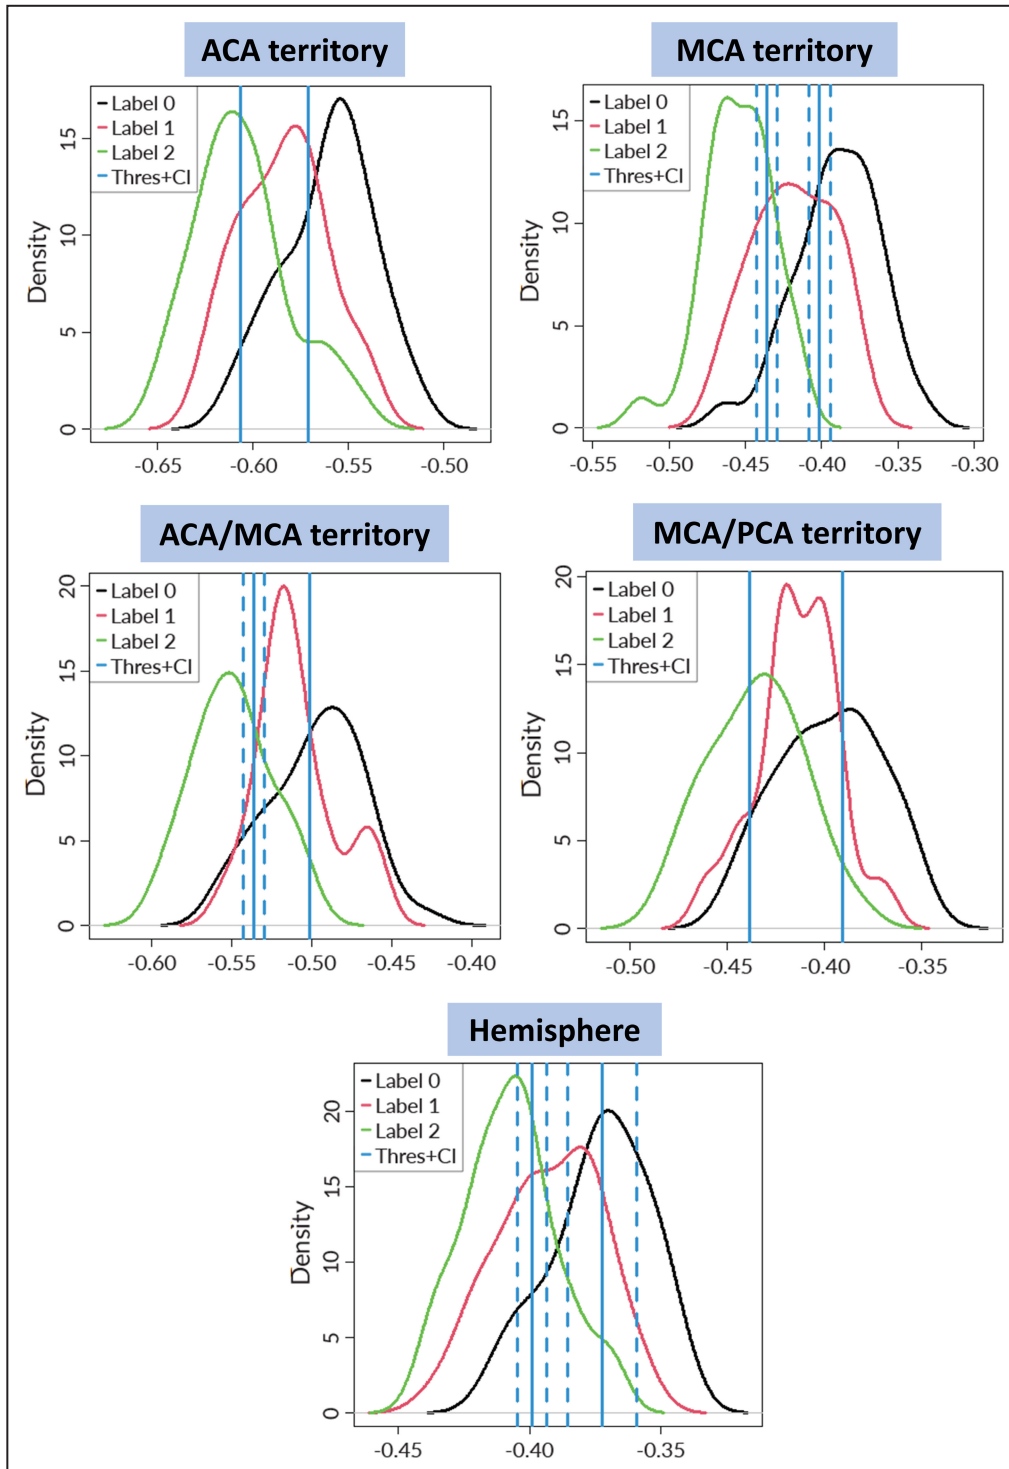 ACA territory
Label 0
Label 1
Label 2
Thres+CI
Density
15
10
5
0
-0.65
-0.60
-0.55
-0.50
MCA territory
Label 0
Label 1
Label 2
Thres+CI
Density
15
10
5
0
-0.55
-0.50
-0.45
-0.40
-0.35
-0.30
ACA/MCA territory
Label 0
Label 1
Label 2
Thres+CI
Density
20
15
10
5
0
-0.60
-0.55
-0.50
-0.45
-0.40
MCA/PCA territory
Label 0
Label 1
Label 2
Thres+CI
Density
20
15
10
5
0
-0.50
-0.45
-0.40
-0.35
Hemisphere
Label 0
Label 1
Label 2
Thres+CI
Density
20
15
10
5
0
-0.45
-0.40
-0.35